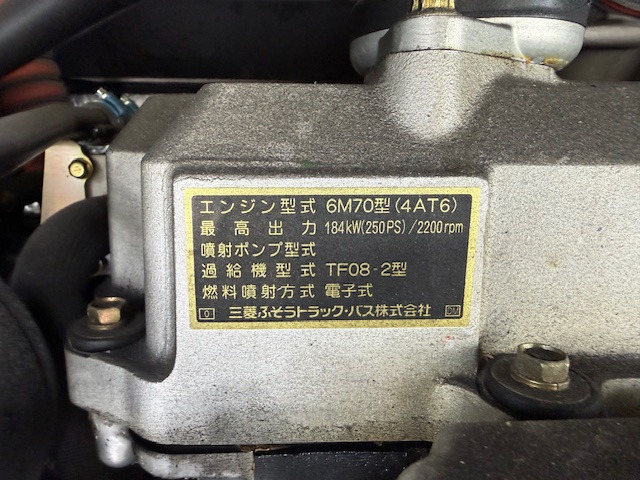 エンジン型式 6M70型(4AT6)
最高出力 184kW(250PS)/2200rpm
噴射ポンプ型式
過給機型式 TF08-2型
燃料噴射方式 電子式
0 三菱ふそうトラック・バス株式会社 DM